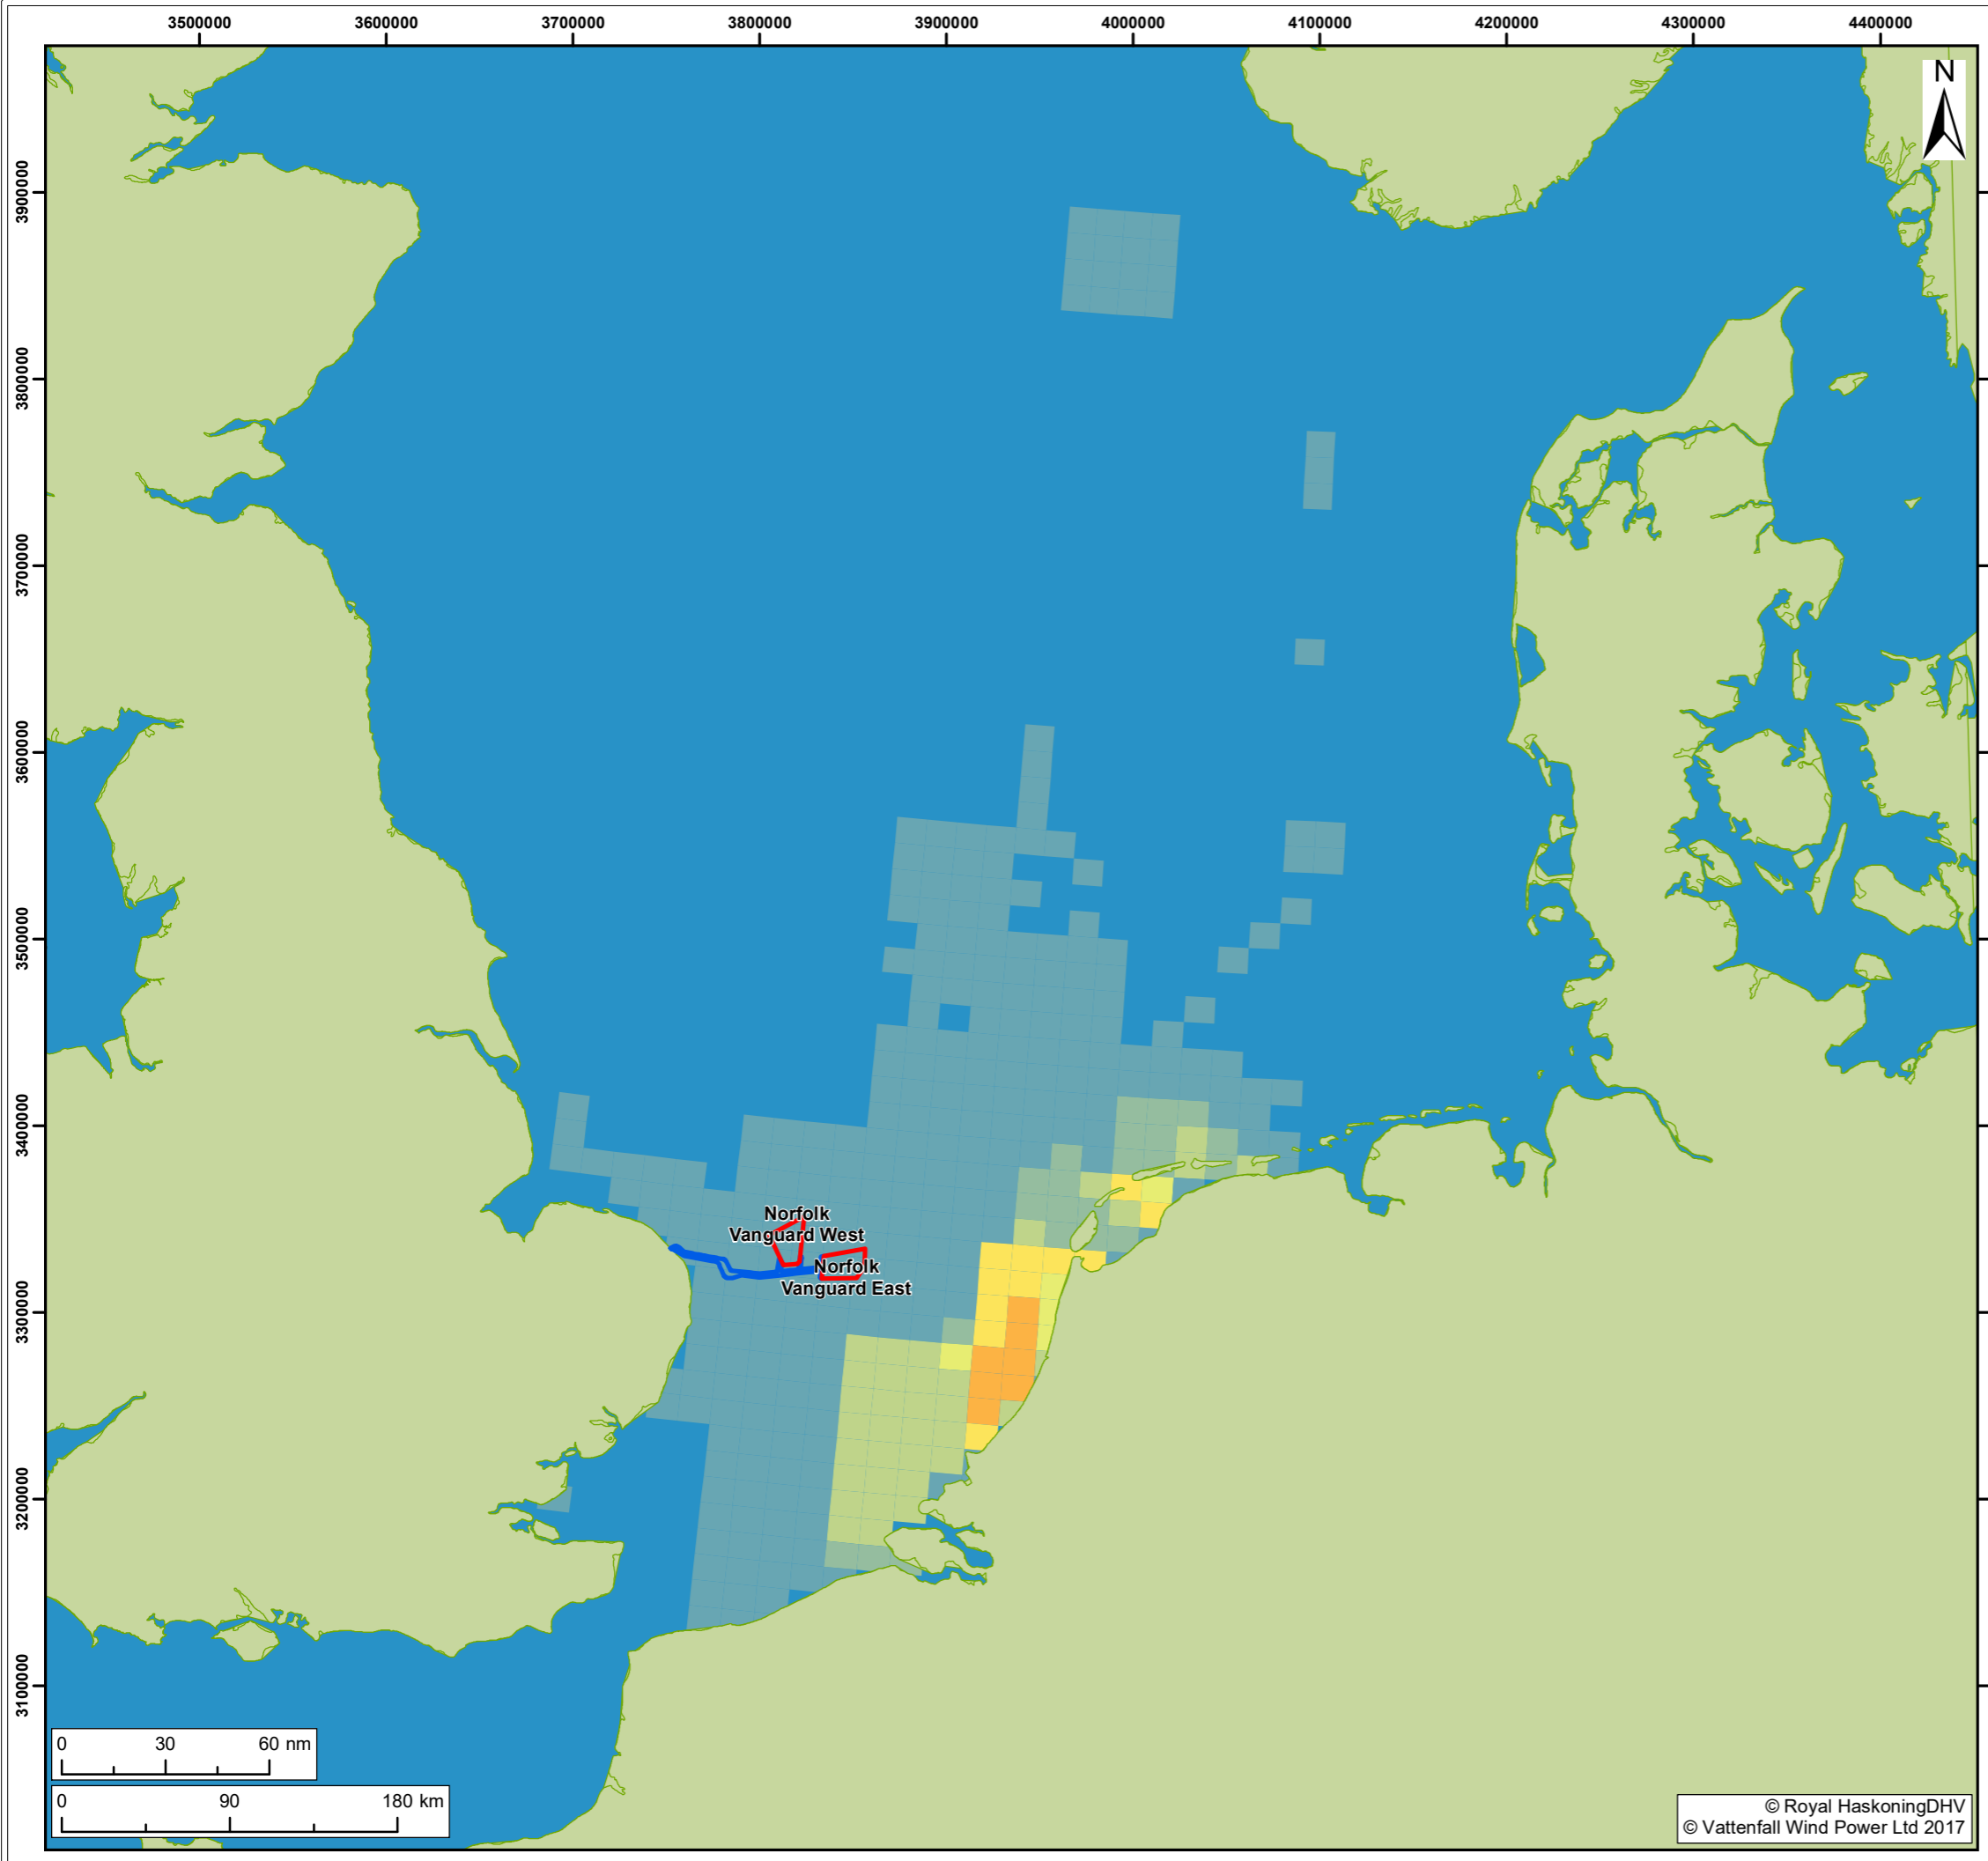 3500000 3600000 3700000 3800000 3900000 4000000 4100000 4200000 4300000 4400000
N
3900000
3800000
3700000
3600000
3500000
3400000
3300000
3200000
3100000
Norfolk
Vanguard West
Norfolk
Vanguard East
0 30 60 nm
0 90 180 km
© Royal HaskoningDHV
© Vattenfall Wind Power Ltd 2017